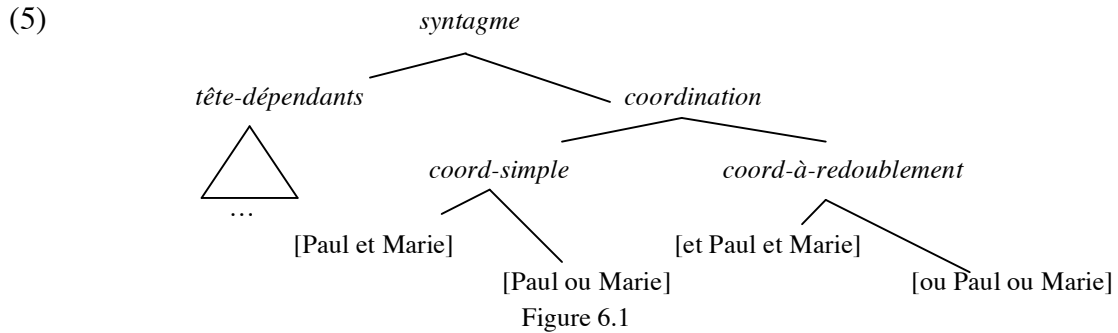 (5)
syntagme
tête-dépendants coordination
coord-simple coord-à-redoublement
…
[Paul et Marie] [et Paul et Marie]
[Paul ou Marie] [ou Paul ou Marie]
Figure 6.1